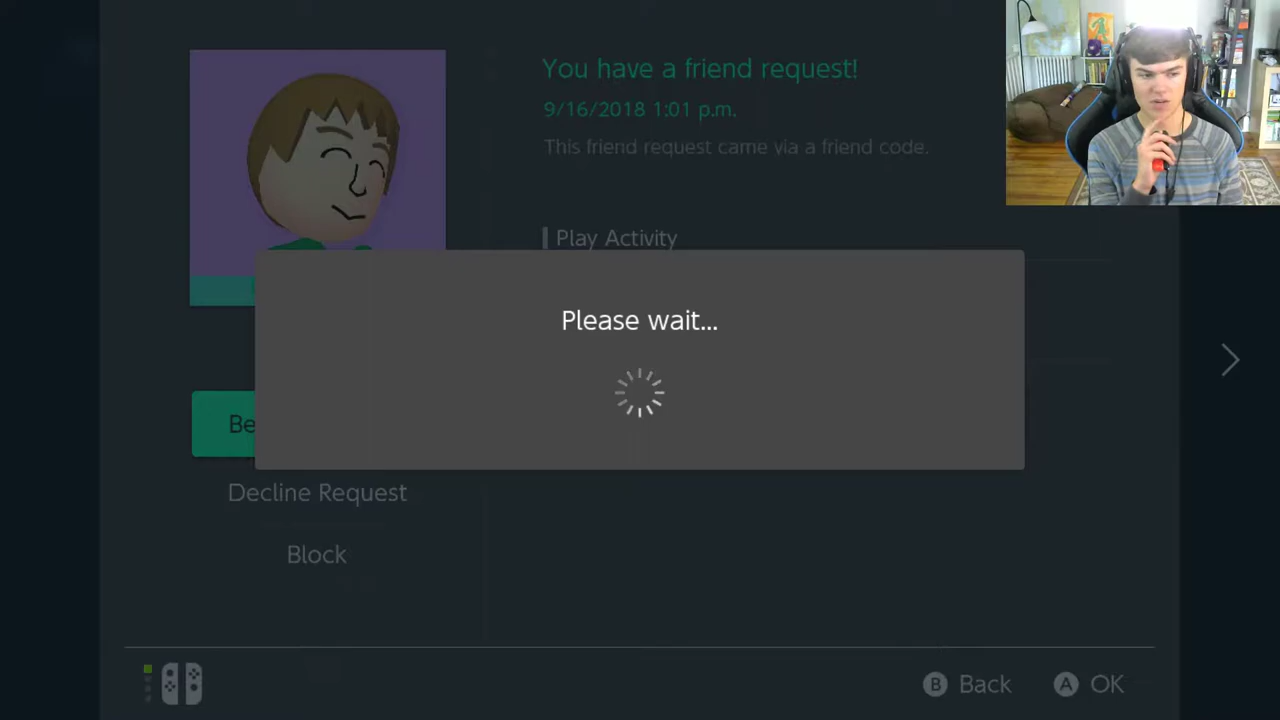 You have a friend request!
9/16/2018 1:01 p.m.
This friend request came via a friend code.
Play Activity
Please wait...
Be
Decline Request
Block
B Back
A OK